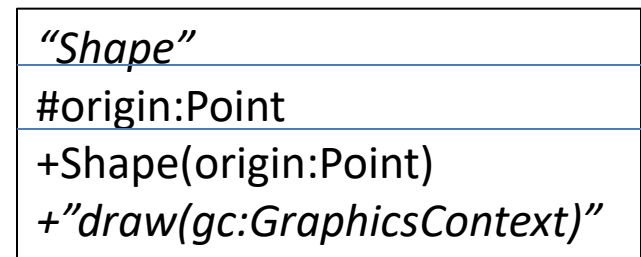 “Shape”
#origin:Point
+Shape(origin:Point)
+”draw(gc:GraphicsContext)”